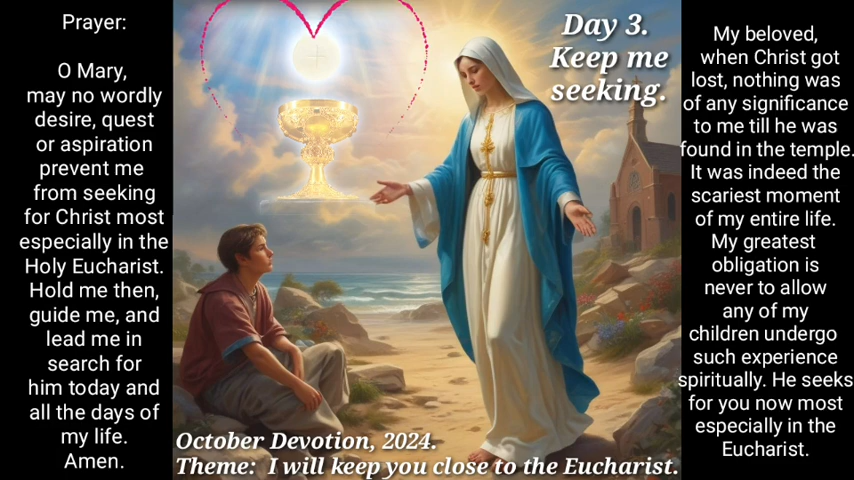 Prayer:
O Mary,
may no wordly
desire, quest
or aspiration
prevent me
from seeking
for Christ most
especially in the
Holy Eucharist.
Hold me then,
guide me, and
lead me in
search for
him today and
all the days of
my life.
Amen.
Day 3.
Keep me
seeking.
October Devotion, 2024.
Theme: I will keep you close to the Eucharist.
My beloved,
when Christ got
lost, nothing was
of any significance
to me till he was
found in the temple.
It was indeed the
scariest moment
of my entire life.
My greatest
obligation is
never to allow
any of my
children undergo
such experience
spiritually. He seeks
for you now most
especially in the
Eucharist.